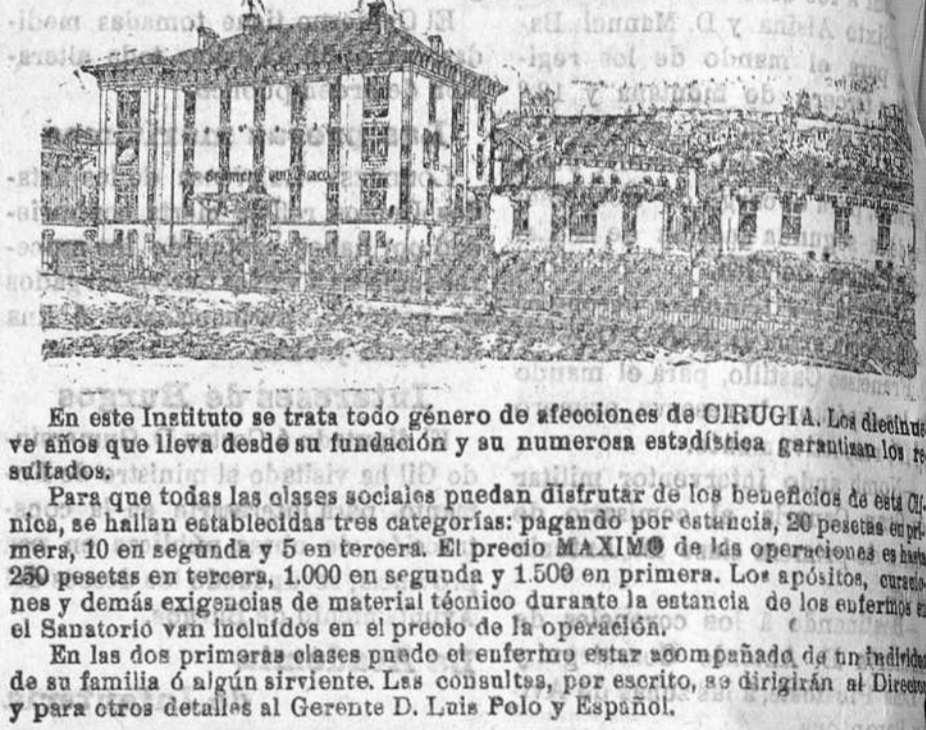 En este Instituto se trata todo género de afecciones de CIRUGIA. Los diecinue
ve años que lleva desde su fundación y su numerosa estadística garantizan los re
sultados.
Para que todas las clases sociales puedan disfrutar de los beneficios de esta Clí-
nica, se hallan establecidas tres categorías: pagando por estancia, 20 pesetas en pri-
mera, 10 en segunda y 5 en tercera. El precio MAXIMO de las operaciones es hasta
250 pesetas en tercera, 1.000 en segunda y 1.500 en primera. Los apósitos, curacio-
nes y demás exigencias de material técnico durante la estancia de los enfermos en
el Sanatorio van incluídos en el precio de la operación.
En las dos primeras clases puede el enfermo estar acompañado de un individuo
de su familia ó algún sirviente. Las consultas, por escrito, se dirigirán al Director
y para otros detalles al Gerente D. Luis Polo y Español.